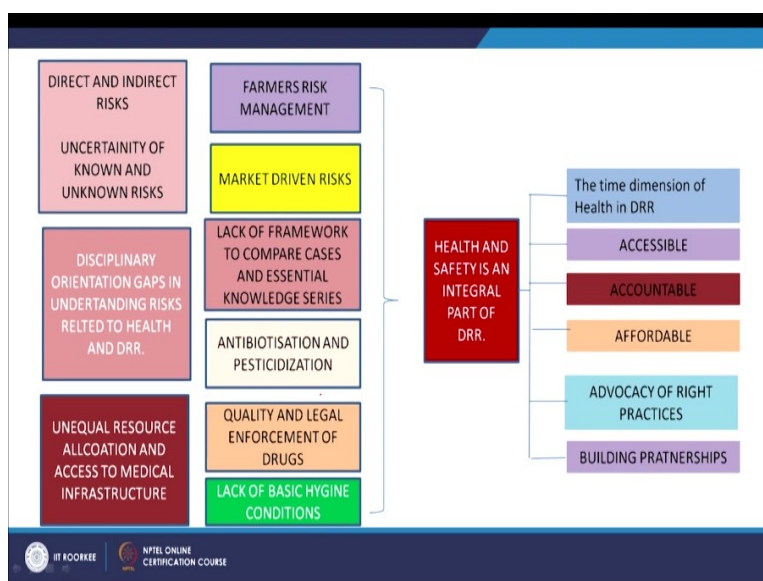 DIRECT AND INDIRECT
RISKS
UNCERTAINITY OF
KNOWN AND
UNKNOWN RISKS
DISCIPLINARY
ORIENTATION GAPS IN
UNDERTANDING RISKS
RELTED TO HEALTH
AND DRR.
UNEQUAL RESOURCE
ALLCOATION AND
ACCESS TO MEDICAL
INFRASTRUCTURE
FARMERS RISK
MANAGEMENT
MARKET DRIVEN RISKS
LACK OF FRAMEWORK
TO COMPARE CASES
AND ESSENTIAL
KNOWLEDGE SERIES
ANTIBIOTISATION AND
PESTICIDIZATION
QUALITY AND LEGAL
ENFORCEMENT OF
DRUGS
LACK OF BASIC HYGINE
CONDITIONS
HEALTH AND
SAFETY IS AN
INTEGRAL
PART OF
DRR.
The time dimension of
Health in DRR
ACCESSIBLE
ACCOUNTABLE
AFFORDABLE
ADVOCACY OF RIGHT
PRACTICES
BUILDING PRATNERSHIPS
IIT ROORKEE
NPTEL ONLINE
CERTIFICATION COURSE